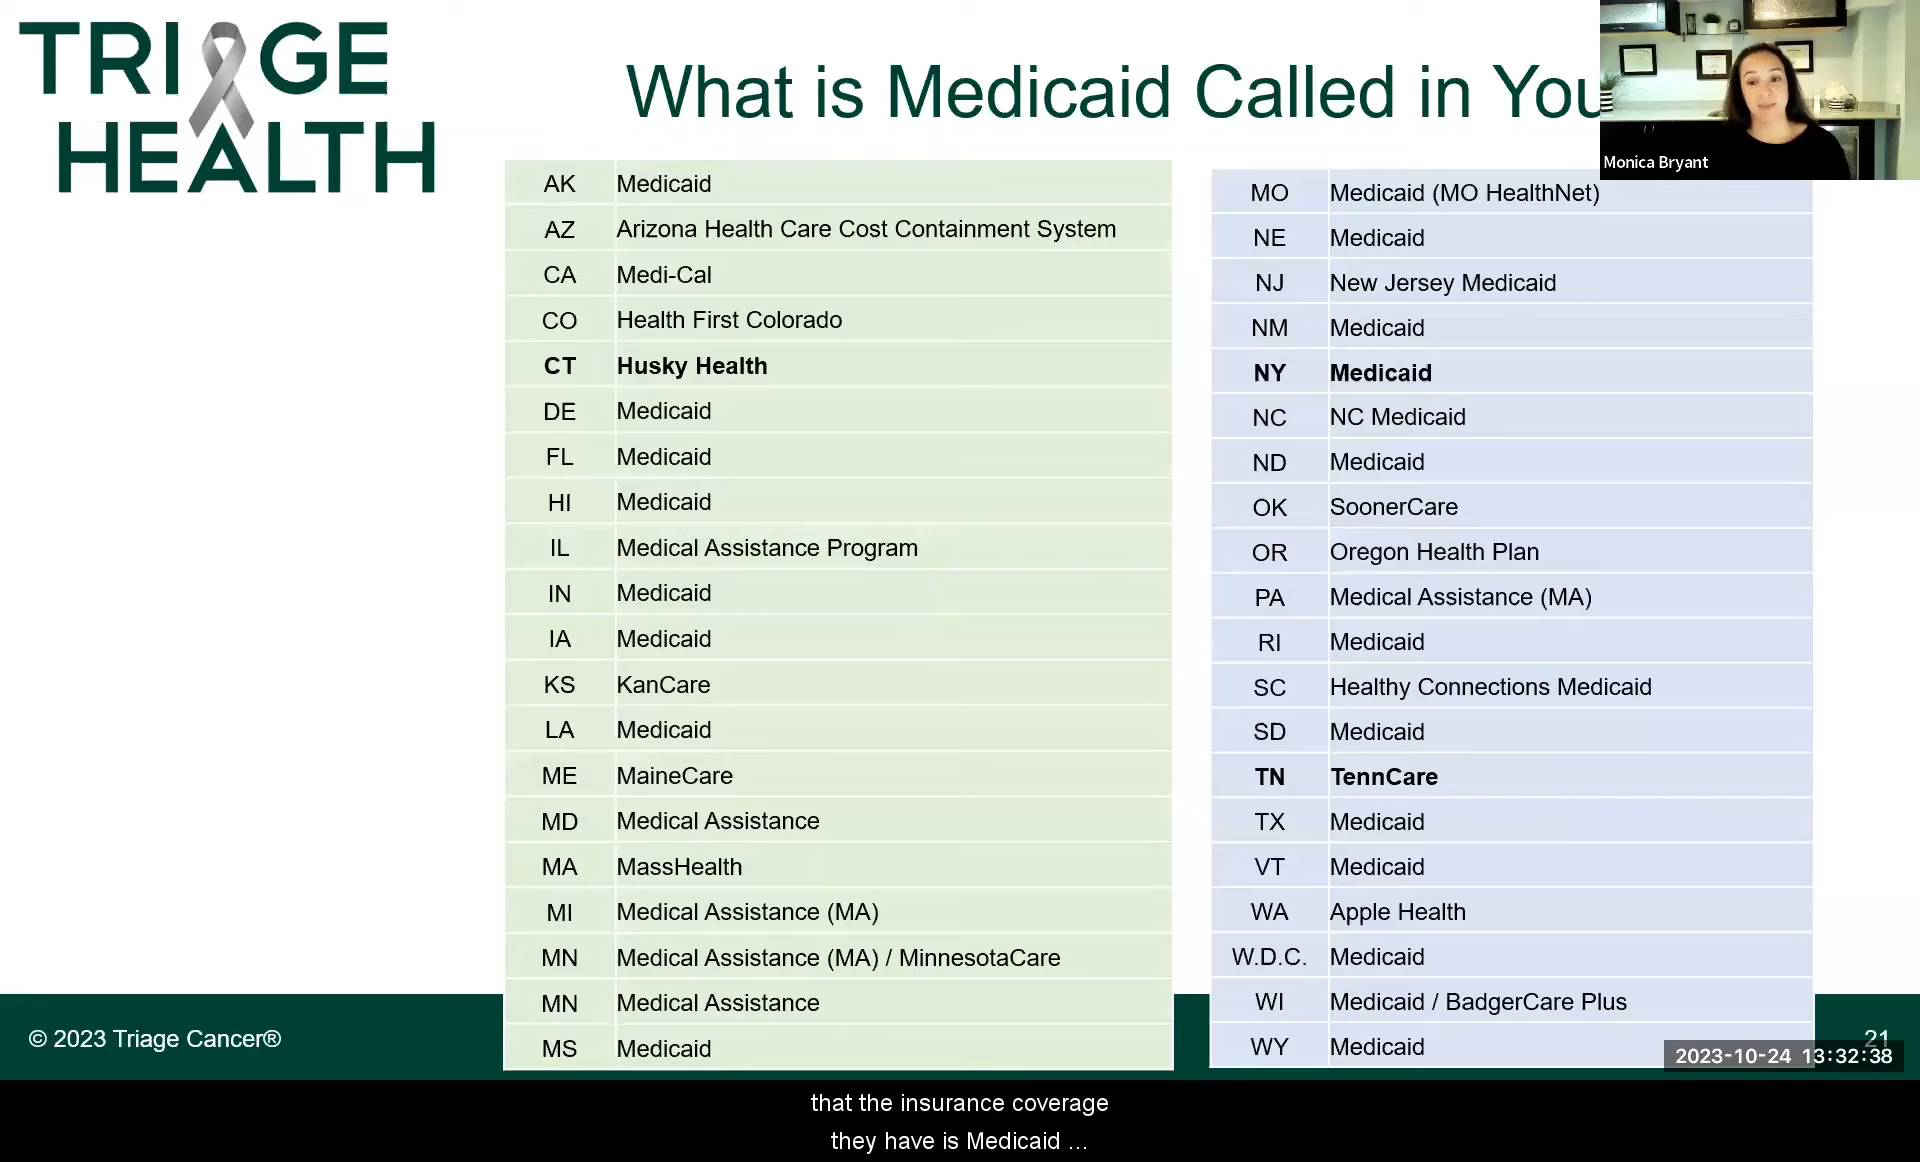 TRIAGE
HEALTH
What is Medicaid Called in You
Monica Bryant
AK Medicaid
AZ Arizona Health Care Cost Containment System
CA Medi-Cal
CO Health First Colorado
CT Husky Health
DE Medicaid
FL Medicaid
HI Medicaid
IL Medical Assistance Program
IN Medicaid
IA Medicaid
KS KanCare
LA Medicaid
ME MaineCare
MD Medical Assistance
MA MassHealth
MI Medical Assistance (MA)
MN Medical Assistance (MA) / MinnesotaCare
MN Medical Assistance
MS Medicaid
MO Medicaid (MO HealthNet)
NE Medicaid
NJ New Jersey Medicaid
NM Medicaid
NY Medicaid
NC NC Medicaid
ND Medicaid
OK SoonerCare
OR Oregon Health Plan
PA Medical Assistance (MA)
RI Medicaid
SC Healthy Connections Medicaid
SD Medicaid
TN TennCare
TX Medicaid
VT Medicaid
WA Apple Health
W.D.C. Medicaid
WI Medicaid / BadgerCare Plus
WY Medicaid
© 2023 Triage Cancer®
21
2023-10-24 13:32:38
that the insurance coverage
they have is Medicaid ...